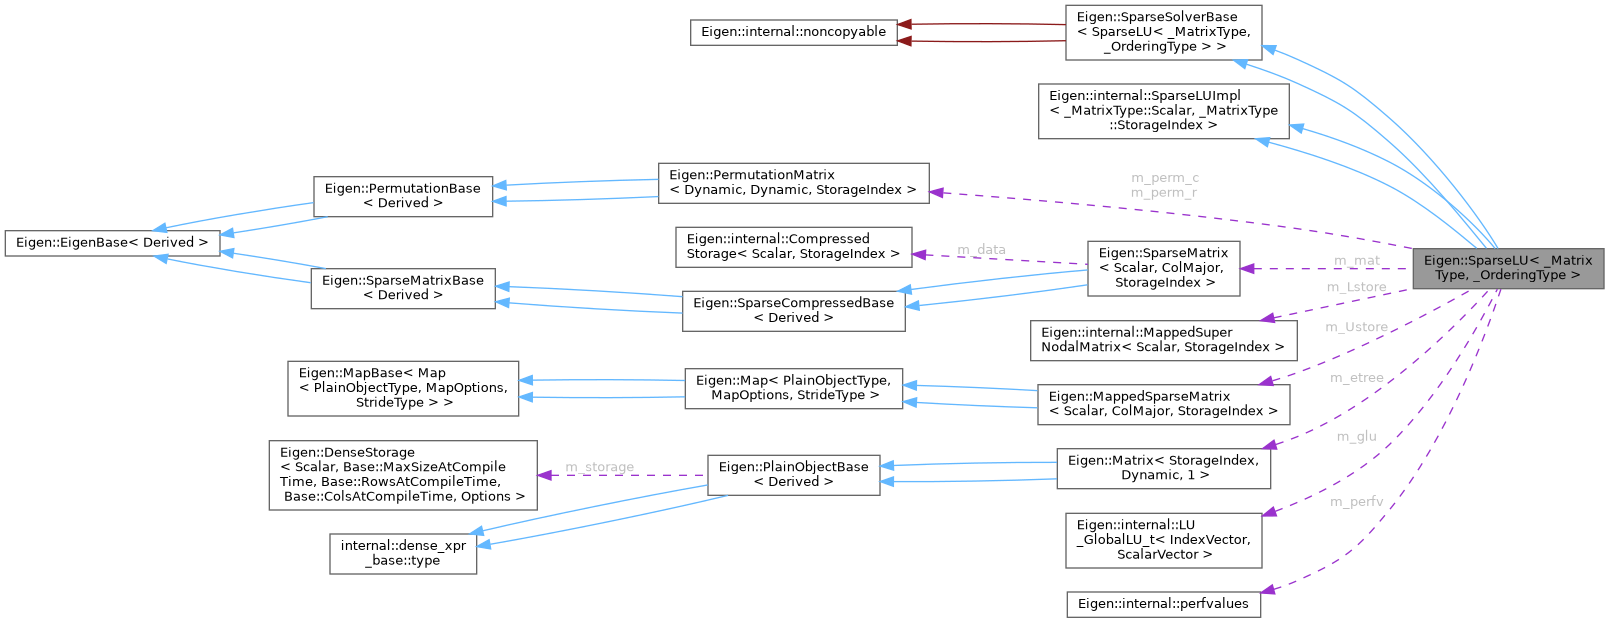 Eigen::internal::noncopyable
Eigen::SparseSolverBase
< SparseLU< _MatrixType,
_OrderingType > >
Eigen::internal::SparseLUImpl
< _MatrixType::Scalar, _MatrixType
::StorageIndex >
Eigen::PermutationBase
< Derived >
Eigen::PermutationMatrix
< Dynamic, Dynamic, StorageIndex >
m_perm_c
m_perm_r
Eigen::EigenBase< Derived >
Eigen::internal::Compressed
Storage< Scalar, StorageIndex >
m_data
Eigen::SparseMatrix
< Scalar, ColMajor,
StorageIndex >
m_mat
Eigen::SparseLU< _Matrix
Type, _OrderingType >
Eigen::SparseMatrixBase
< Derived >
Eigen::SparseCompressedBase
< Derived >
m_Lstore
Eigen::internal::MappedSuper
NodalMatrix< Scalar, StorageIndex >
m_Ustore
Eigen::MapBase< Map
< PlainObjectType, MapOptions,
StrideType > >
Eigen::Map< PlainObjectType,
MapOptions, StrideType >
Eigen::MappedSparseMatrix
< Scalar, ColMajor, StorageIndex >
m_etree
Eigen::DenseStorage
< Scalar, Base::MaxSizeAtCompile
Time, Base::RowsAtCompileTime,
Base::ColsAtCompileTime, Options >
m_storage
Eigen::PlainObjectBase
< Derived >
Eigen::Matrix< StorageIndex,
Dynamic, 1 >
m_glu
internal::dense_xpr
_base::type
Eigen::internal::LU
_GlobalLU_t< IndexVector,
ScalarVector >
m_perfv
Eigen::internal::perfvalues